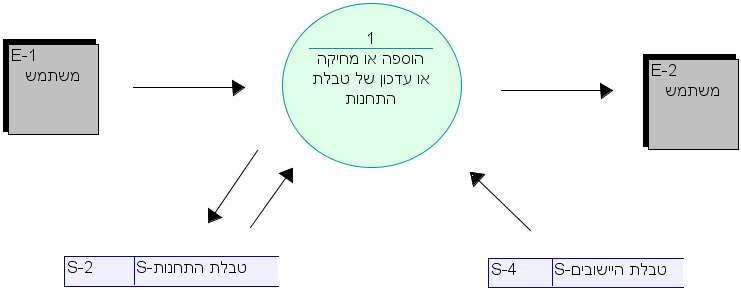 E-1
משתמש
1
הוספה או מחיקה
או עדכון של טבלת
התחנות
E-2
משתמש
S-2
S-טבלת התחנות
S-4
S-טבלת היישובים